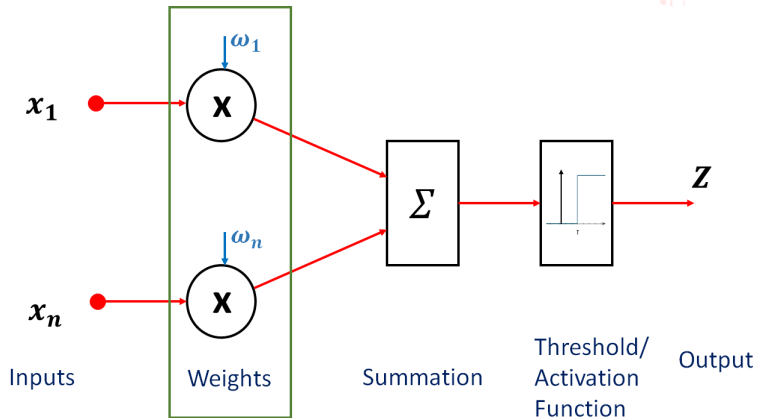 ω₁
x₁
X
Σ
Z
T
ωₙ
xₙ
X
Inputs
Weights
Summation
Threshold/
Activation
Function
Output